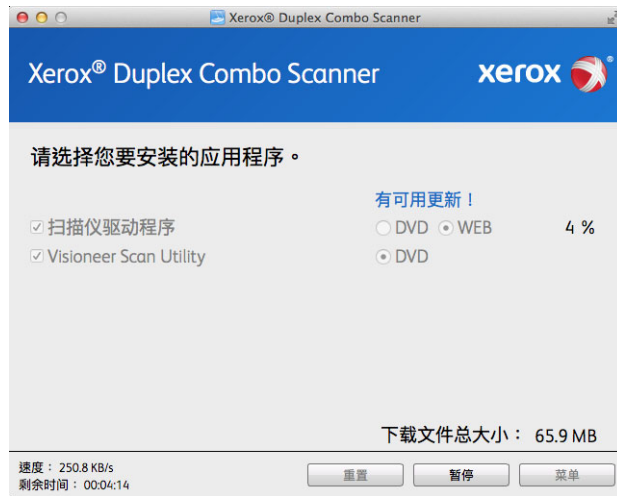 Xerox® Duplex Combo Scanner
Xerox® Duplex Combo Scanner xerox
请选择您要安装的应用程序。
有可用更新！
扫描仪驱动程序 DVD WEB 4 %
Visioneer Scan Utility DVD
下载文件总大小： 65.9 MB
速度： 250.8 KB/s
剩余时间： 00:04:14
重置 暂停 菜单